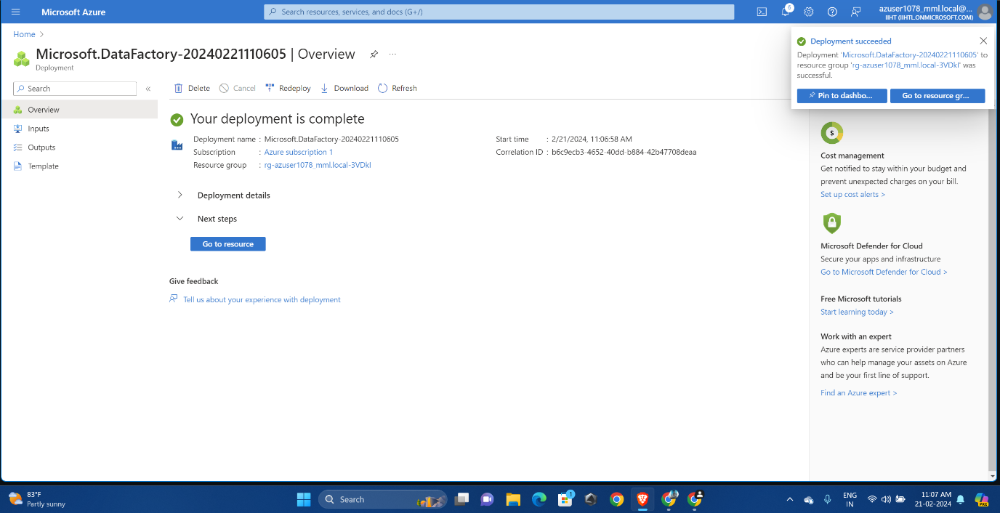 Microsoft Azure
Search resources, services, and docs (G+/)
6
azuser1078_mml.local@...
IIHT (IIHTLONMICROSOFT.COM)
Home >
Microsoft.DataFactory-20240221110605 | Overview
Deployment
Search
Delete
Cancel
Redeploy
Download
Refresh
Overview
Inputs
Outputs
Template
Your deployment is complete
Deployment name : Microsoft.DataFactory-20240221110605
Subscription : Azure subscription 1
Resource group : rg-azuser1078_mml.local-3VDkI
Start time : 2/21/2024, 11:06:58 AM
Correlation ID : b6c9ecb3-4652-40dd-b884-42b47708deaa
Deployment details
Next steps
Go to resource
Give feedback
Tell us about your experience with deployment
Deployment succeeded
Deployment 'Microsoft.DataFactory-20240221110605' to
resource group 'rg-azuser1078_mml.local-3VDkI' was
successful.
Pin to dashbo...
Go to resource gr...
$
Cost management
Get notified to stay within your budget and
prevent unexpected charges on your bill.
Set up cost alerts >
Microsoft Defender for Cloud
Secure your apps and infrastructure
Go to Microsoft Defender for Cloud >
Free Microsoft tutorials
Start learning today >
Work with an expert
Azure experts are service provider partners
who can help manage your assets on Azure
and be your first line of support.
Find an Azure expert >
83°F
Partly sunny
Search
1
ENG
IN
11:07 AM
21-02-2024
PRE